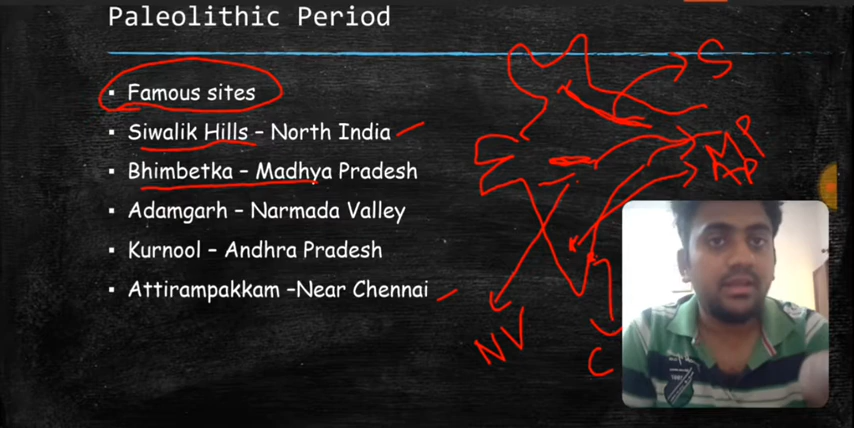 Paleolithic Period
▪ Famous sites
▪ Siwalik Hills – North India
▪ Bhimbetka – Madhya Pradesh
▪ Adamgarh – Narmada Valley
▪ Kurnool – Andhra Pradesh
▪ Attirampakkam –Near Chennai
S
MP
AP
NV
C